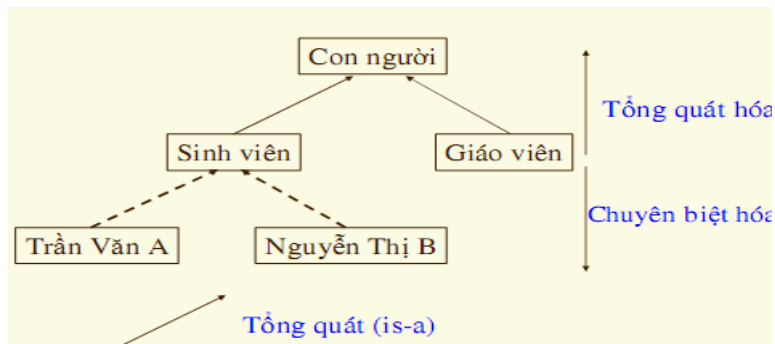 Con người
Tổng quát hóa
Sinh viên
Giáo viên
Chuyên biệt hóa
Trần Văn A
Nguyễn Thị B
Tổng quát (is-a)